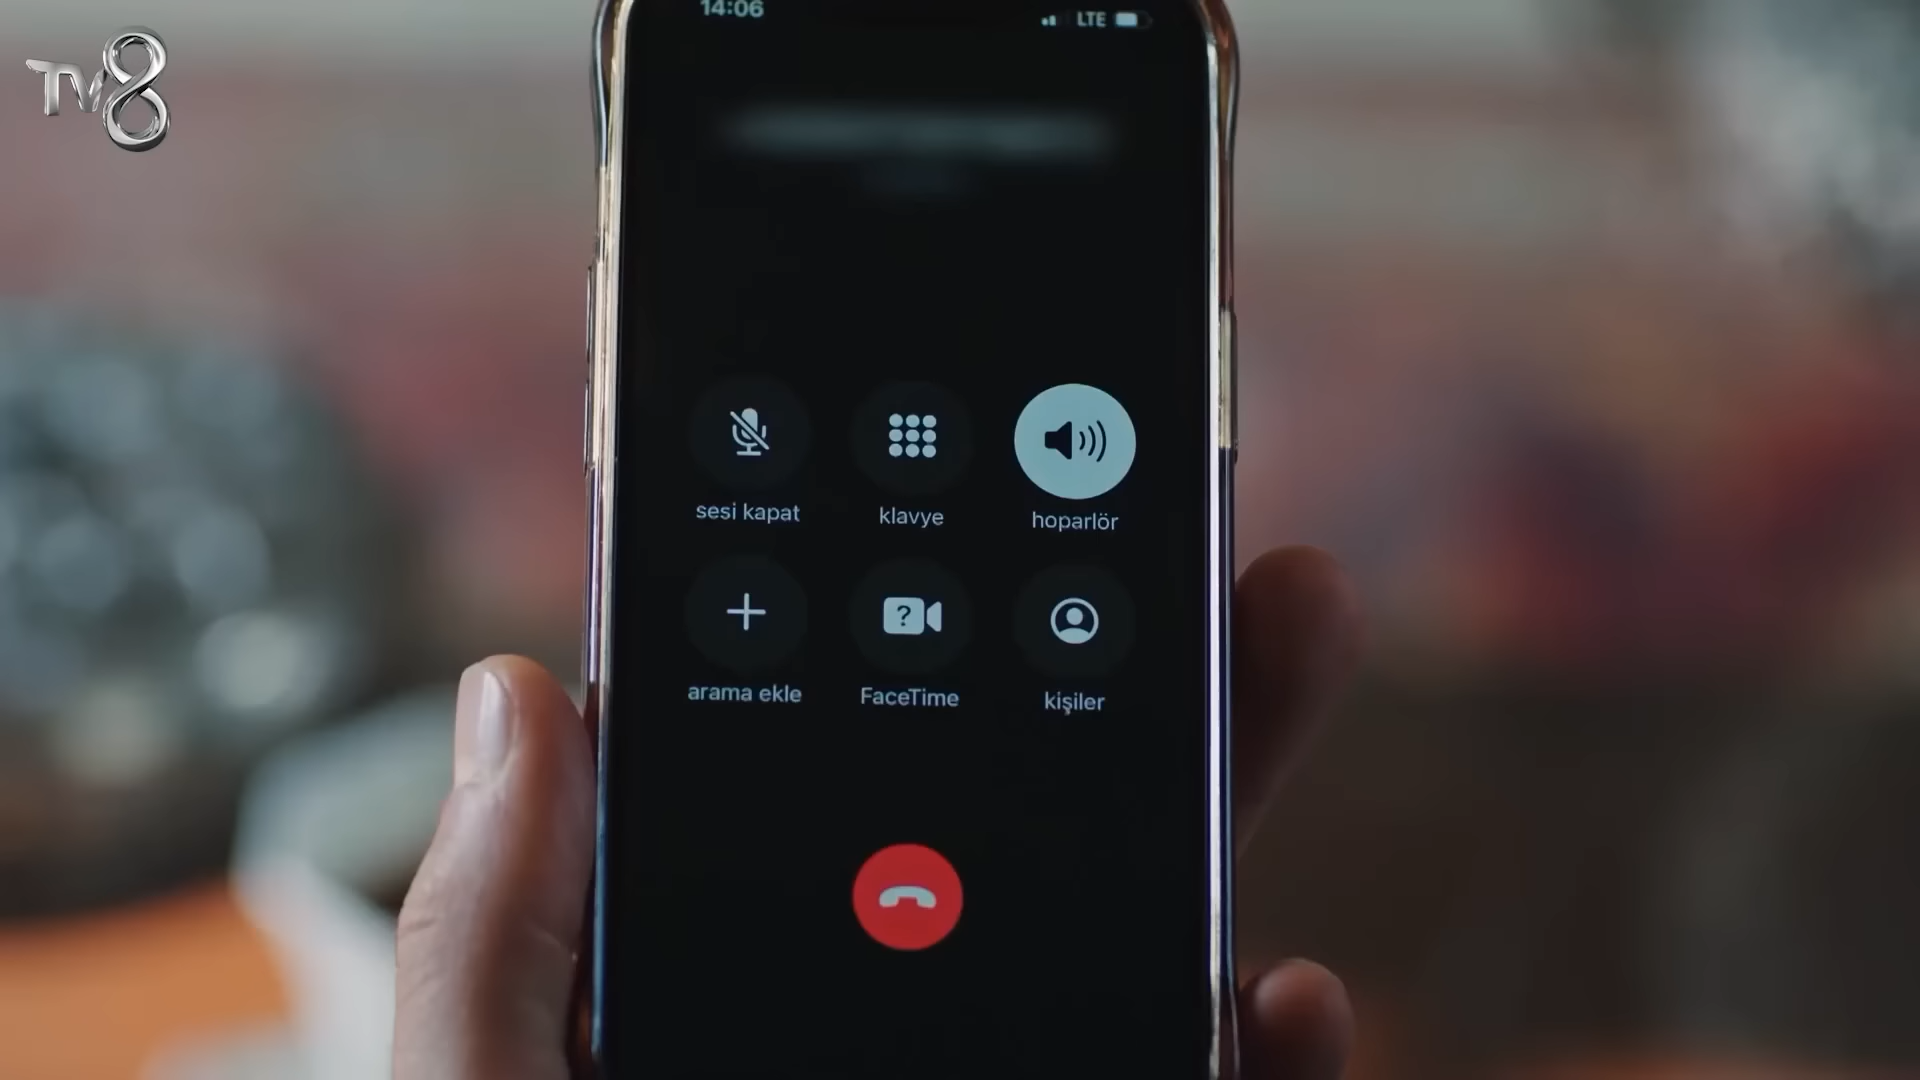 TV8
14:06
LTE
sesi kapat
klavye
hoparlör
arama ekle
FaceTime
kişiler